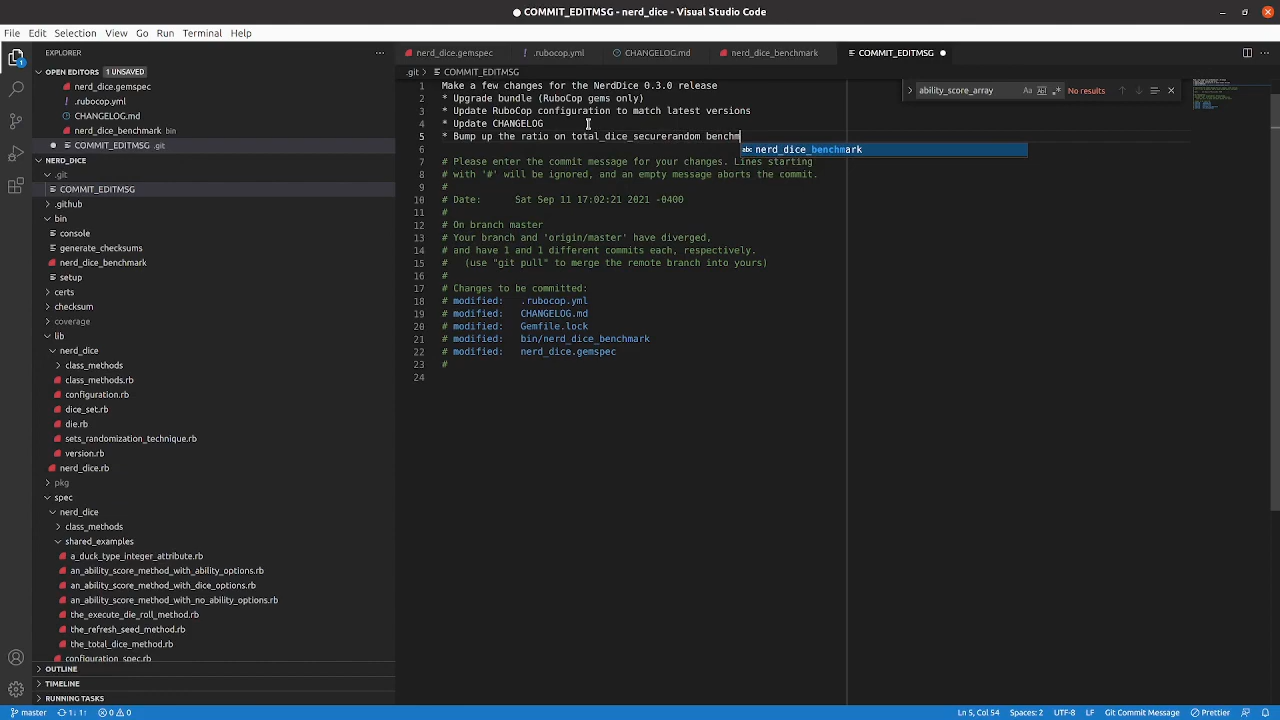 ● COMMIT_EDITMSG - nerd_dice - Visual Studio Code
File Edit Selection View Go Run Terminal Help
EXPLORER
OPEN EDITORS 1 UNSAVED
nerd_dice.gemspec
.rubocop.yml
CHANGELOG.md
nerd_dice_benchmark bin
COMMIT_EDITMSG .git
NERD_DICE
.git
COMMIT_EDITMSG
.github
bin
console
generate_checksums
nerd_dice_benchmark
setup
certs
checksum
coverage
lib
nerd_dice
class_methods
class_methods.rb
configuration.rb
dice_set.rb
die.rb
sets_randomization_technique.rb
version.rb
nerd_dice.rb
pkg
spec
nerd_dice
class_methods
shared_examples
a_duck_type_integer_attribute.rb
an_ability_score_method_with_ability_options.rb
an_ability_score_method_with_dice_options.rb
an_ability_score_method_with_no_ability_options.rb
the_execute_die_roll_method.rb
the_refresh_seed_method.rb
the_total_dice_method.rb
configuration_spec.rb
OUTLINE
TIMELINE
RUNNING TASKS
nerd_dice.gemspec .rubocop.yml CHANGELOG.md nerd_dice_benchmark COMMIT_EDITMSG ●
.git > COMMIT_EDITMSG
ability_score_array Aa Ab .* No results
1 Make a few changes for the NerdDice 0.3.0 release
2 * Upgrade bundle (RuboCop gems only)
3 * Update RuboCop configuration to match latest versions
4 * Update CHANGELOG
5 * Bump up the ratio on total_dice_securerandom benchm
abc nerd_dice_benchmark
6
7 # Please enter the commit message for your changes. Lines starting
8 # with '#' will be ignored, and an empty message aborts the commit.
9 #
10 # Date:      Sat Sep 11 17:02:21 2021 -0400
11 #
12 # On branch master
13 # Your branch and 'origin/master' have diverged,
14 # and have 1 and 1 different commits each, respectively.
15 #   (use "git pull" to merge the remote branch into yours)
16 #
17 # Changes to be committed:
18 # modified:   .rubocop.yml
19 # modified:   CHANGELOG.md
20 # modified:   Gemfile.lock
21 # modified:   bin/nerd_dice_benchmark
22 # modified:   nerd_dice.gemspec
23 #
24
master 1↓ 1↑ 0 0 Ln 5, Col 54 Spaces: 2 UTF-8 LF Git Commit Message Prettier